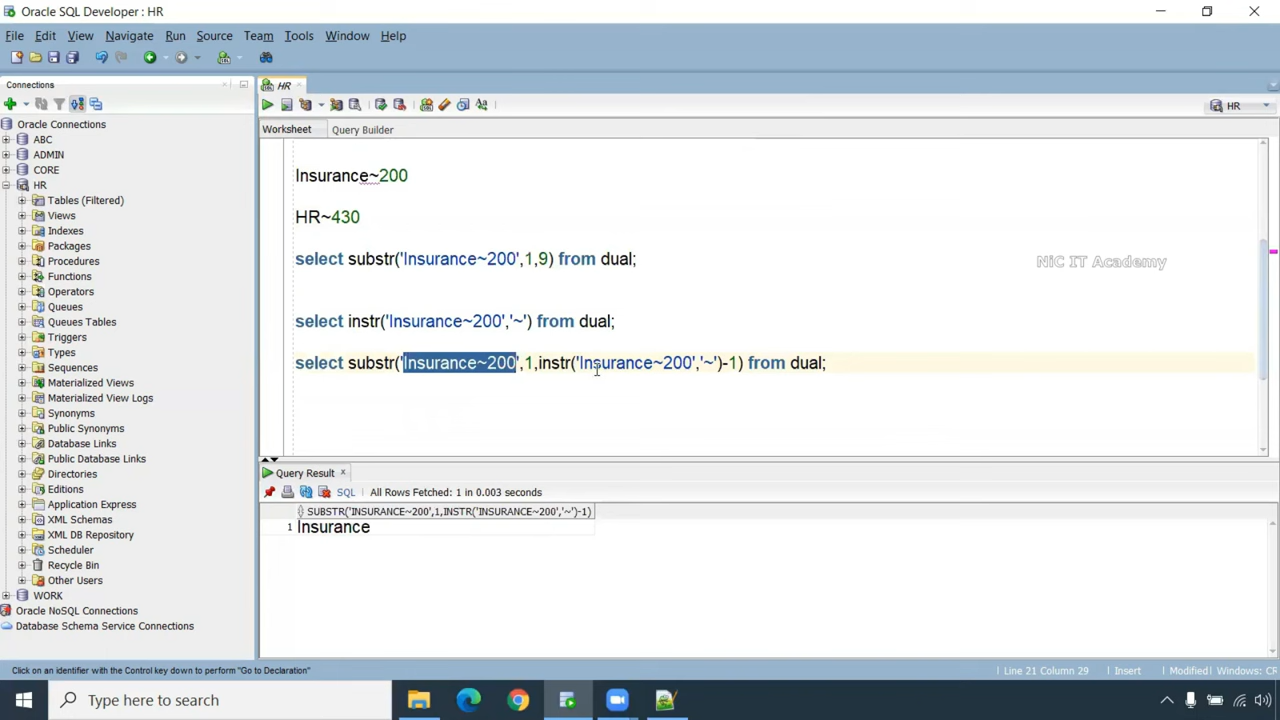 Oracle SQL Developer : HR
File Edit View Navigate Run Source Team Tools Window Help
Connections
HR
HR
Worksheet Query Builder
Oracle Connections
ABC
ADMIN
CORE
HR
Tables (Filtered)
Views
Indexes
Packages
Procedures
Functions
Operators
Queues
Queues Tables
Triggers
Types
Sequences
Materialized Views
Materialized View Logs
Synonyms
Public Synonyms
Database Links
Public Database Links
Directories
Editions
Application Express
XML Schemas
XML DB Repository
Scheduler
Recycle Bin
Other Users
WORK
Oracle NoSQL Connections
Database Schema Service Connections
Insurance~200
HR~430
select substr('Insurance~200',1,9) from dual;
NiC IT Academy
select instr('Insurance~200','~') from dual;
select substr('Insurance~200',1,instr('Insurance~200','~')-1) from dual;
Query Result
SQL All Rows Fetched: 1 in 0.003 seconds
SUBSTR('INSURANCE~200',1,INSTR('INSURANCE~200','~')-1)
1 Insurance
Click on an identifier with the Control key down to perform "Go to Declaration"
Line 21 Column 29 Insert Modified Windows: CR
Type here to search